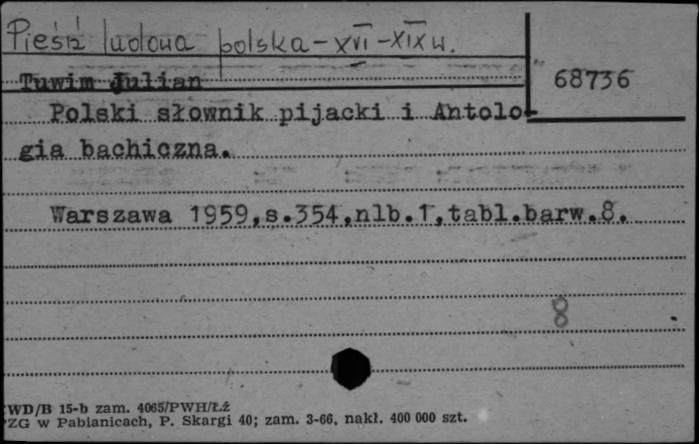 Pieśń ludowa polska - XVI - XIX w.
68736
Tuwim Julian
Polski słownik pijacki i Antolo-
gia bachiczna.
Warszawa 1959,s.354,nlb.1,tabl.barw.8.
8
WD/B 15-b zam. 4065/PWH/Łż
ZG w Pabianicach, P. Skargi 40; zam. 3-66, nakł. 400 000 szt.